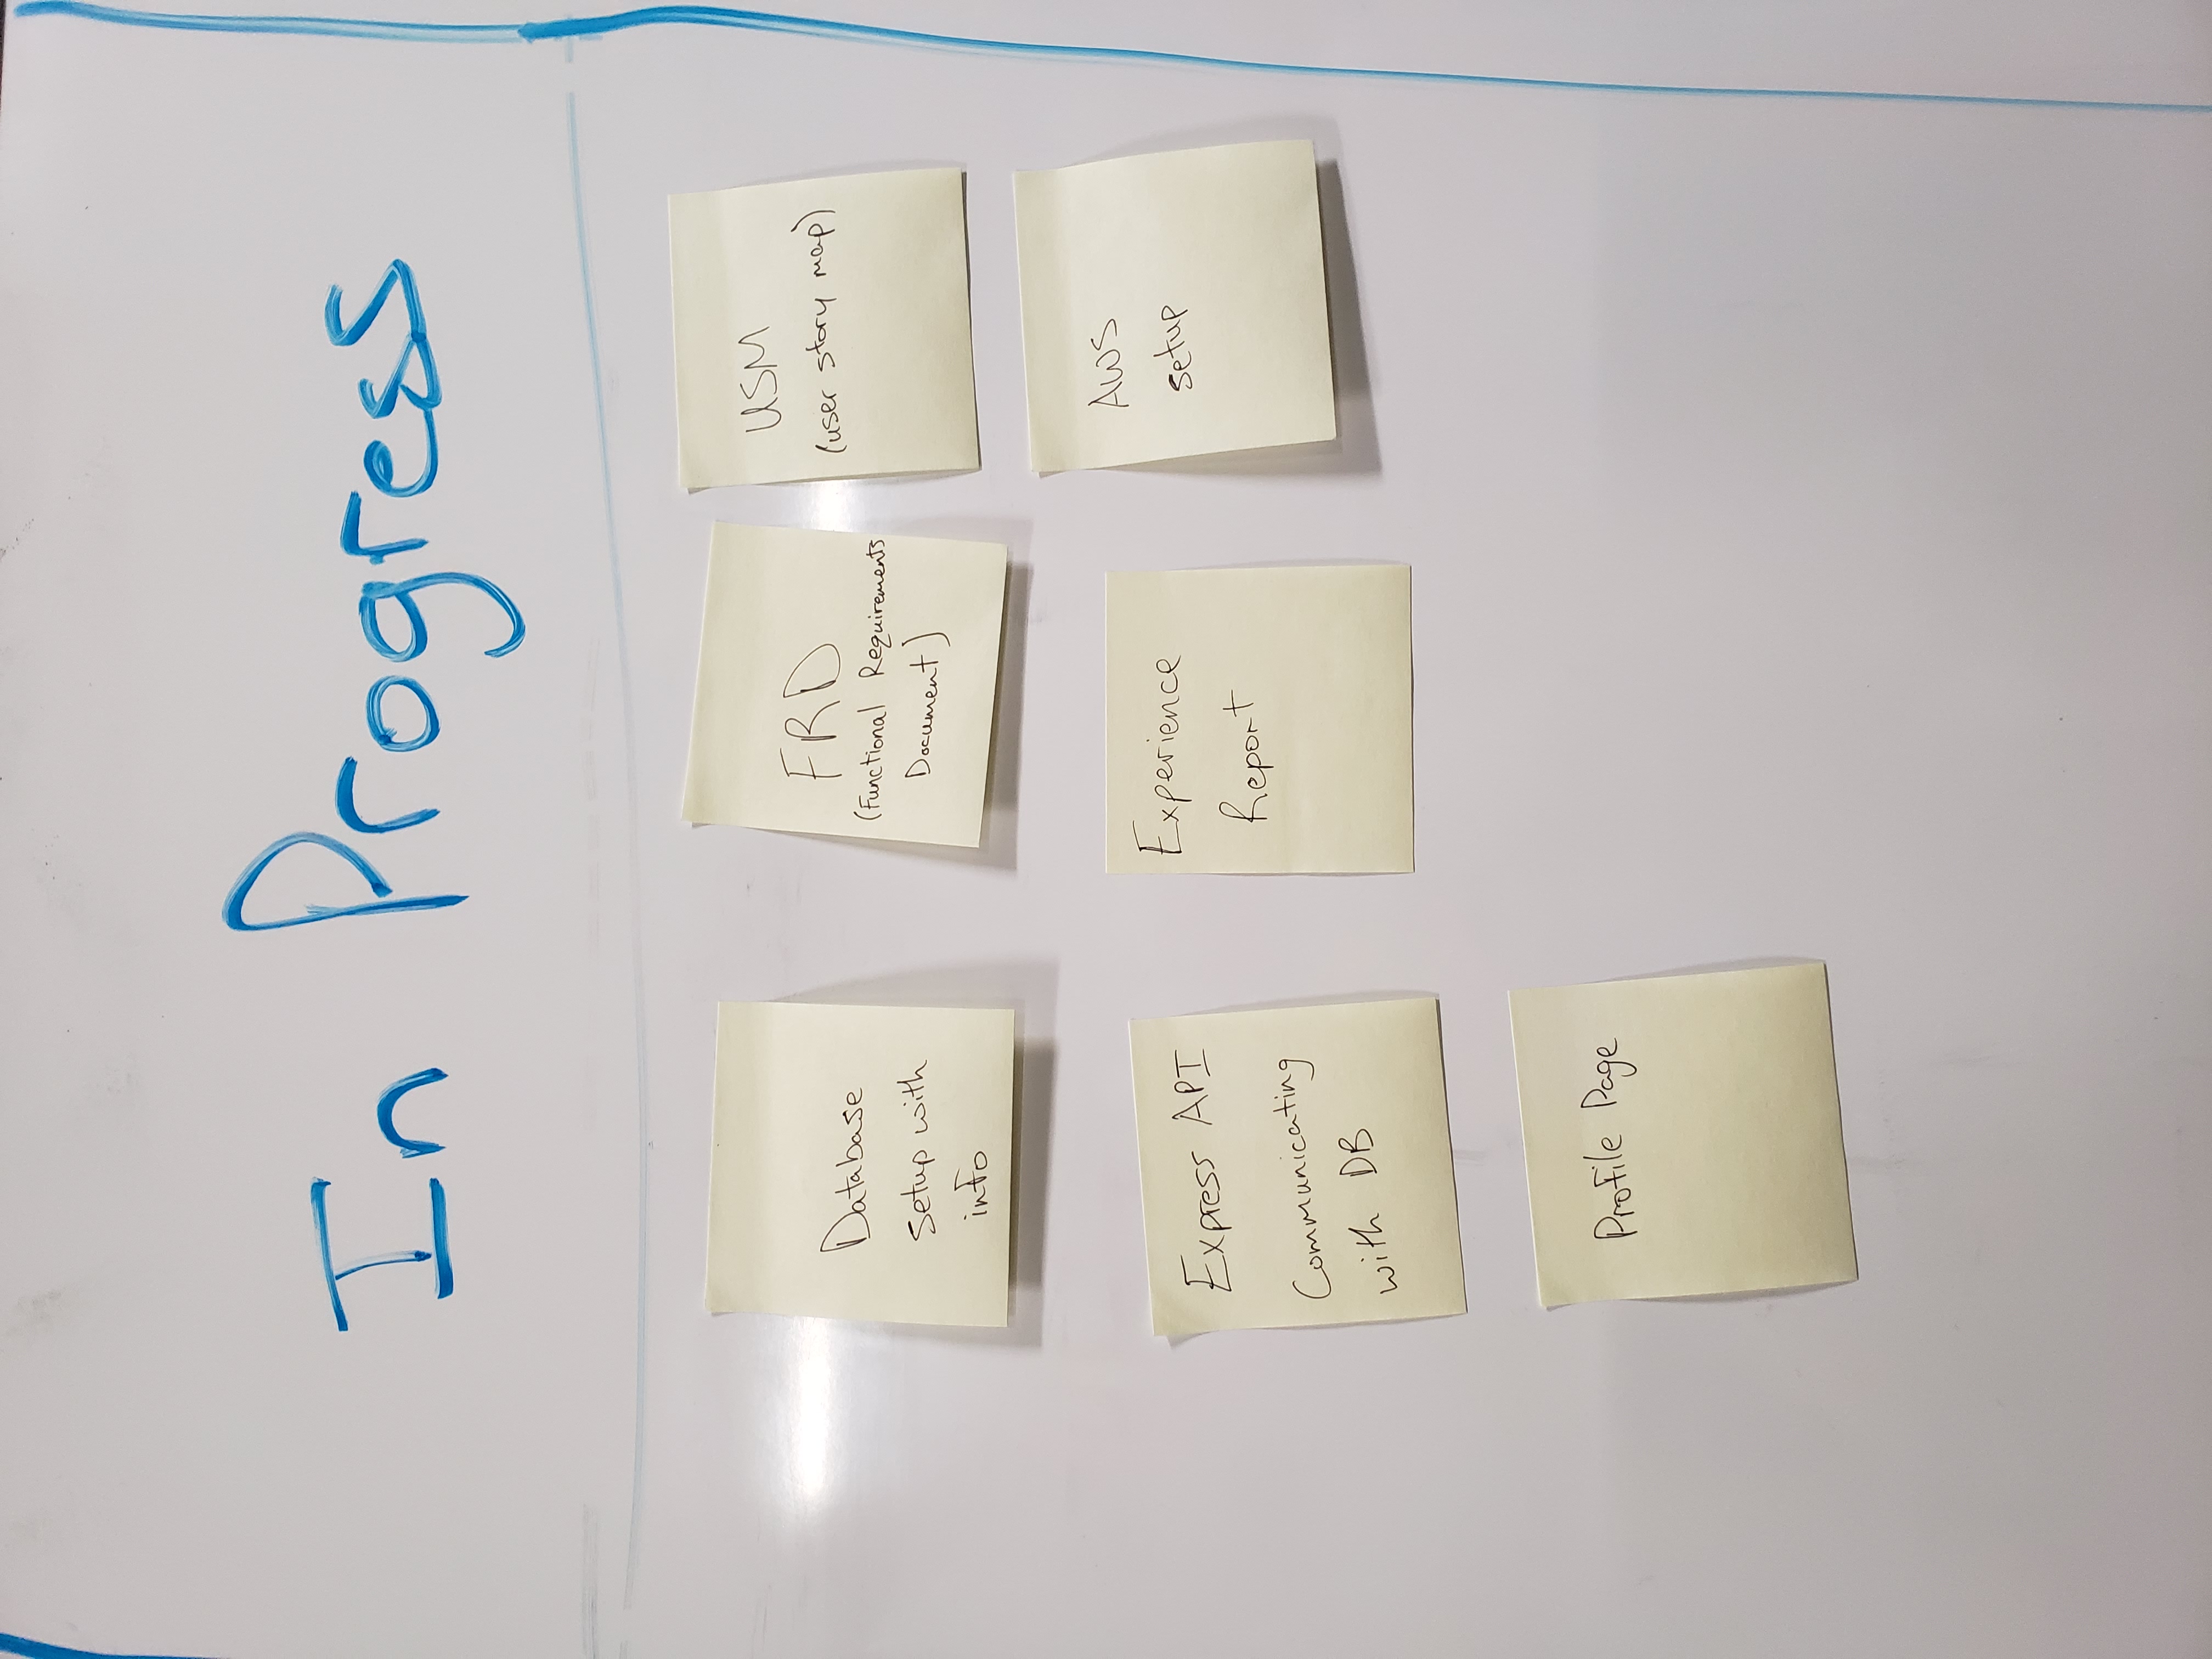 In Progress
Database
setup with
info
FRD
(Functional Requirements
Document)
USM
(user story map)
Express API
Communicating
with DB
Experience
Report
AWS
setup
Profile Page